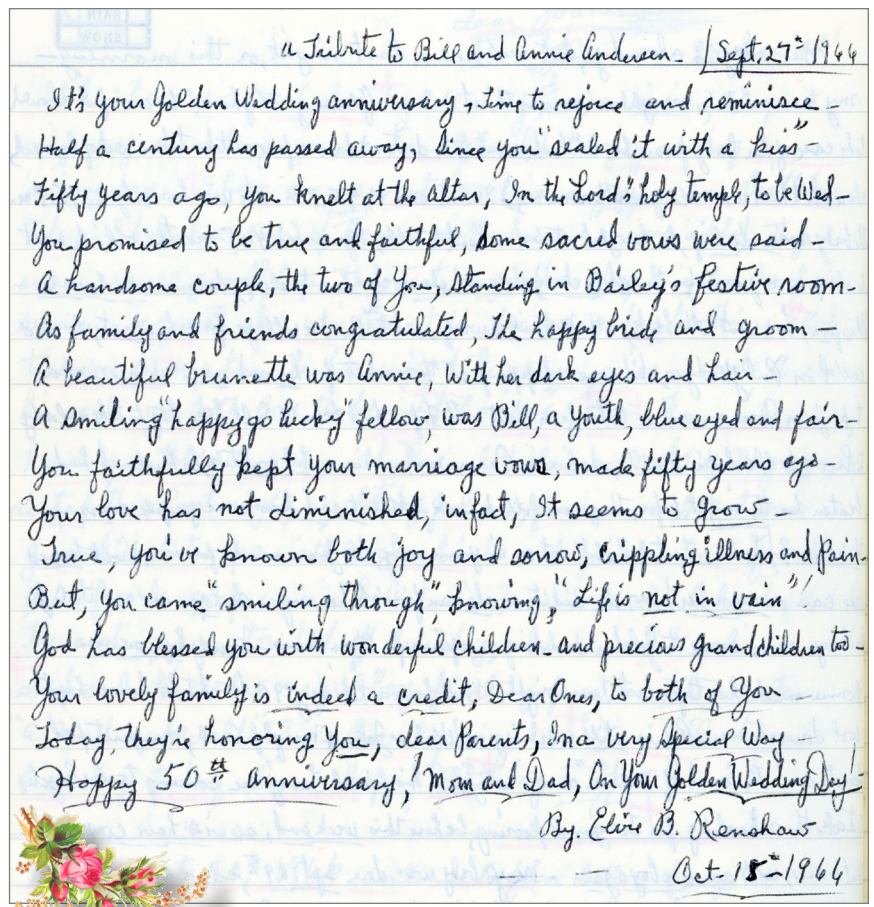 a Tribute to Bill and Annie Andersen - Sept. 27th 1964
It's your Golden Wedding anniversary, time to rejoice and reminisce -
Half a century has passed away, since you "sealed it with a kiss" -
Fifty years ago, you knelt at the altar, In the Lord's holy temple, to be Wed -
You promised to be true and faithful, some sacred vows were said -
A handsome couple, the two of You, standing in Bailey's festive room -
As family and friends congratulated, The happy bride and groom -
A beautiful brunette was Annie, With her dark eyes and hair -
A smiling "happy go lucky" fellow, was Bill, a youth, blue eyed and fair -
You faithfully kept your marriage vows, made fifty years ago -
Your love has not diminished, infact, It seems to grow -
True, you've known both joy and sorrow, crippling illness and Pain -
But, you came "smiling through", knowing, "Life is not in vain"!
God has blessed you with wonderful children - and precious grandchildren too -
Your lovely family is indeed a credit, Dear Ones, to both of You
Today they're honoring You, dear Parents, In a very Special Way
Happy 50th anniversary! Mom and Dad, On Your Golden Wedding Day!
By. Elire B. Renshaw
Oct - 15th - 1964